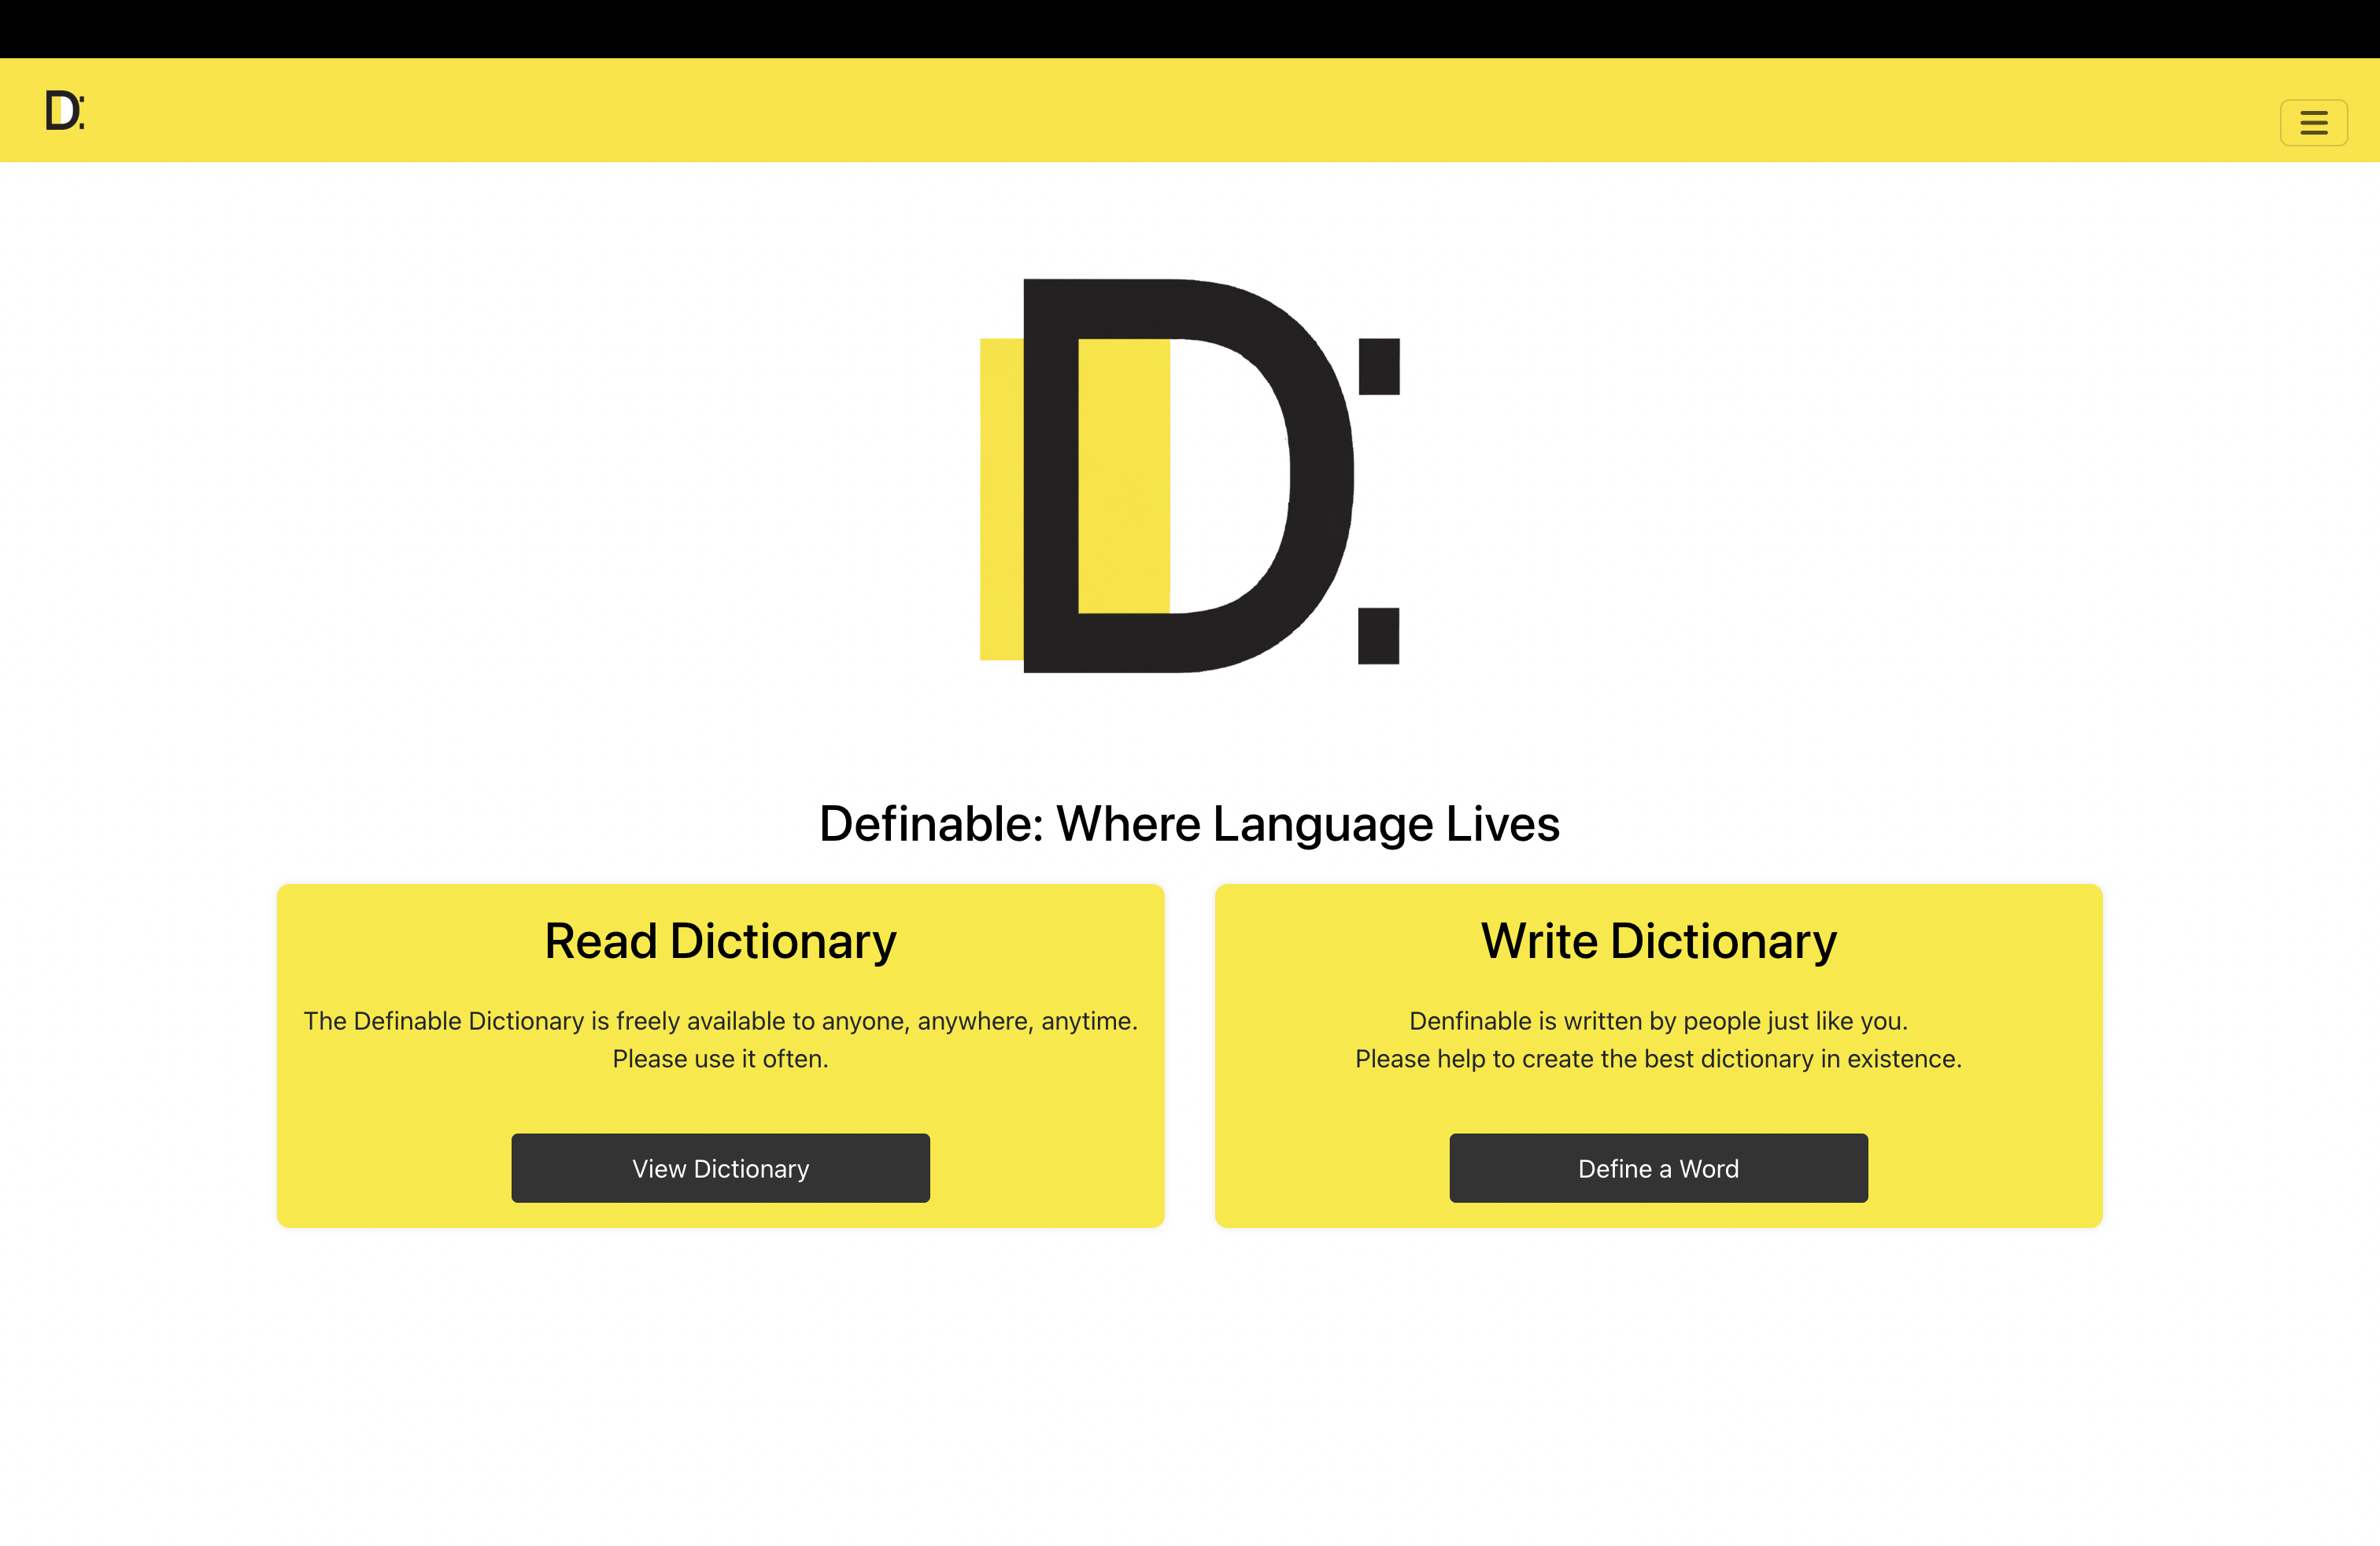 D:
D:
Definable: Where Language Lives
Read Dictionary
The Definable Dictionary is freely available to anyone, anywhere, anytime.
Please use it often.
View Dictionary
Write Dictionary
Denfinable is written by people just like you.
Please help to create the best dictionary in existence.
Define a Word